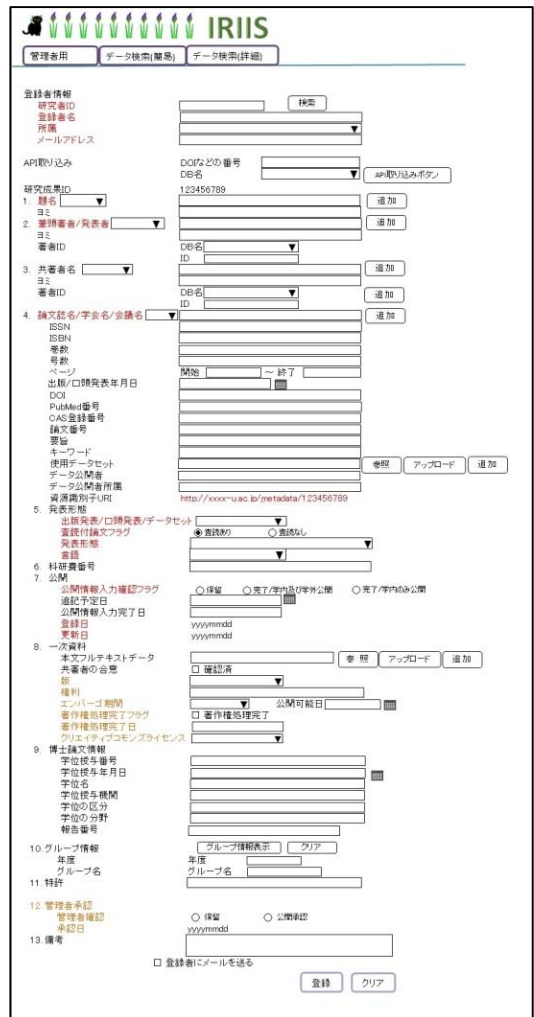 IRIIS
管理者用 データ検索(簡易) データ検索(詳細)
登録者情報
研究者ID 検索
登録者名
所属
メールアドレス
API取り込み DOIなどの番号
DB名 API取り込みボタン
研究成果ID 123456789
1. 題名 追加
ヨミ
2. 筆頭著者/発表者 追加
ヨミ
著者ID DB名
ID
3. 共著者名 追加
ヨミ
著者ID DB名 追加
ID
4. 論文誌名/学会名/会議名 追加
ISSN
ISBN
巻数
号数
ページ 開始 ~ 終了
出版/口頭発表年月日
DOI
PubMed番号
CAS登録番号
論文番号
要旨
キーワード
使用データセット 参照 アップロード 追加
データ公開者
データ公開者所属
資源識別子URI http://xxxx-u.ac.jp/metadata/123456789
5. 発表形態
出版発表/口頭発表/データセット
査読付論文フラグ 査読あり 査読なし
発表形態
言語
6. 科研費番号
7. 公開
公開情報入力確認フラグ 保留 完了/学内及び学外公開 完了/学内のみ公開
追記予定日
公開情報入力完了日
登録日 yyyymmdd
更新日 yyyymmdd
8. 一次資料
本文フルテキストデータ 参照 アップロード 追加
共著者の合意 確認済
版
権利
エンバーゴ期間 公開可能日
著作権処理完了フラグ 著作権処理完了
著作権処理完了日
クリエイティブコモンズライセンス
9. 博士論文情報
学位授与番号
学位授与年月日
学位名
学位授与機関
学位の区分
学位の分野
報告番号
10.グループ情報 グループ情報表示 クリア
年度 年度
グループ名 グループ名
11.特許
12.管理者承認
管理者確認 保留 公開承認
承認日 yyyymmdd
13.備考
登録者にメールを送る
登録 クリア